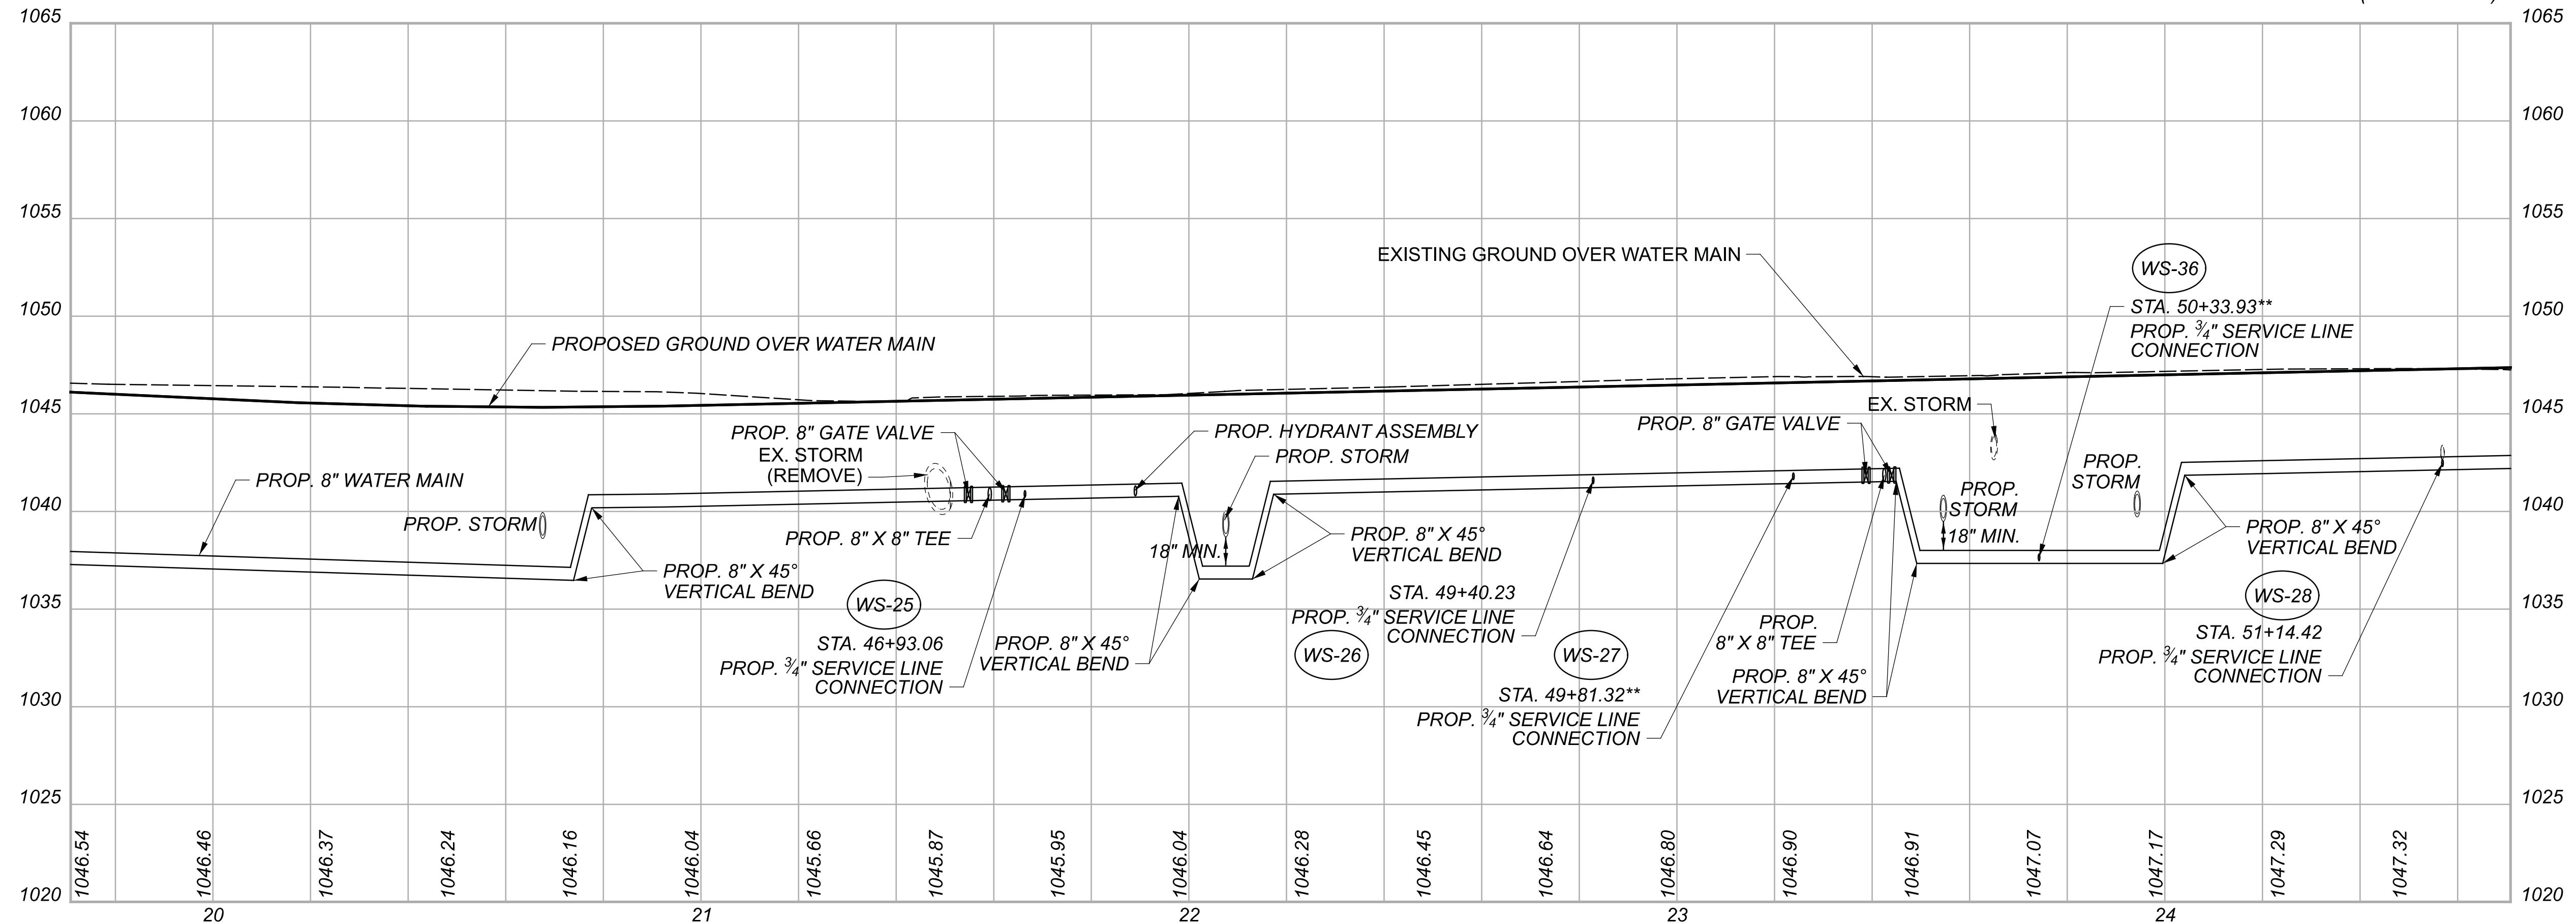 1065
1065
1060
1060
1055
1055
EXISTING GROUND OVER WATER MAIN
WS-36
1050
STA. 50+33.93**
1050
PROP. ¾" SERVICE LINE
CONNECTION
PROPOSED GROUND OVER WATER MAIN
1045
1045
EX. STORM
PROP. 8" GATE VALVE
EX. STORM
(REMOVE)
PROP. HYDRANT ASSEMBLY
PROP. STORM
PROP. 8" GATE VALVE
PROP.
STORM
PROP. 8" WATER MAIN
PROP.
STORM
1040
1040
PROP. STORM
PROP. 8" X 8" TEE
18" MIN.
PROP. 8" X 45°
VERTICAL BEND
18" MIN.
PROP. 8" X 45°
VERTICAL BEND
PROP. 8" X 45°
VERTICAL BEND
WS-25
STA. 49+40.23
PROP. ¾" SERVICE LINE
CONNECTION
WS-28
1035
1035
STA. 46+93.06
PROP. ¾" SERVICE LINE
CONNECTION
PROP. 8" X 45°
VERTICAL BEND
WS-26
WS-27
PROP.
8" X 8" TEE
STA. 51+14.42
PROP. ¾" SERVICE LINE
CONNECTION
STA. 49+81.32**
PROP. ¾" SERVICE LINE
CONNECTION
PROP. 8" X 45°
VERTICAL BEND
1030
1030
1025
1025
1046.54
1046.46
1046.37
1046.24
1046.16
1046.04
1045.66
1045.87
1045.95
1046.04
1046.28
1046.45
1046.64
1046.80
1046.90
1046.91
1047.07
1047.17
1047.29
1047.32
1020
1020
20
21
22
23
24